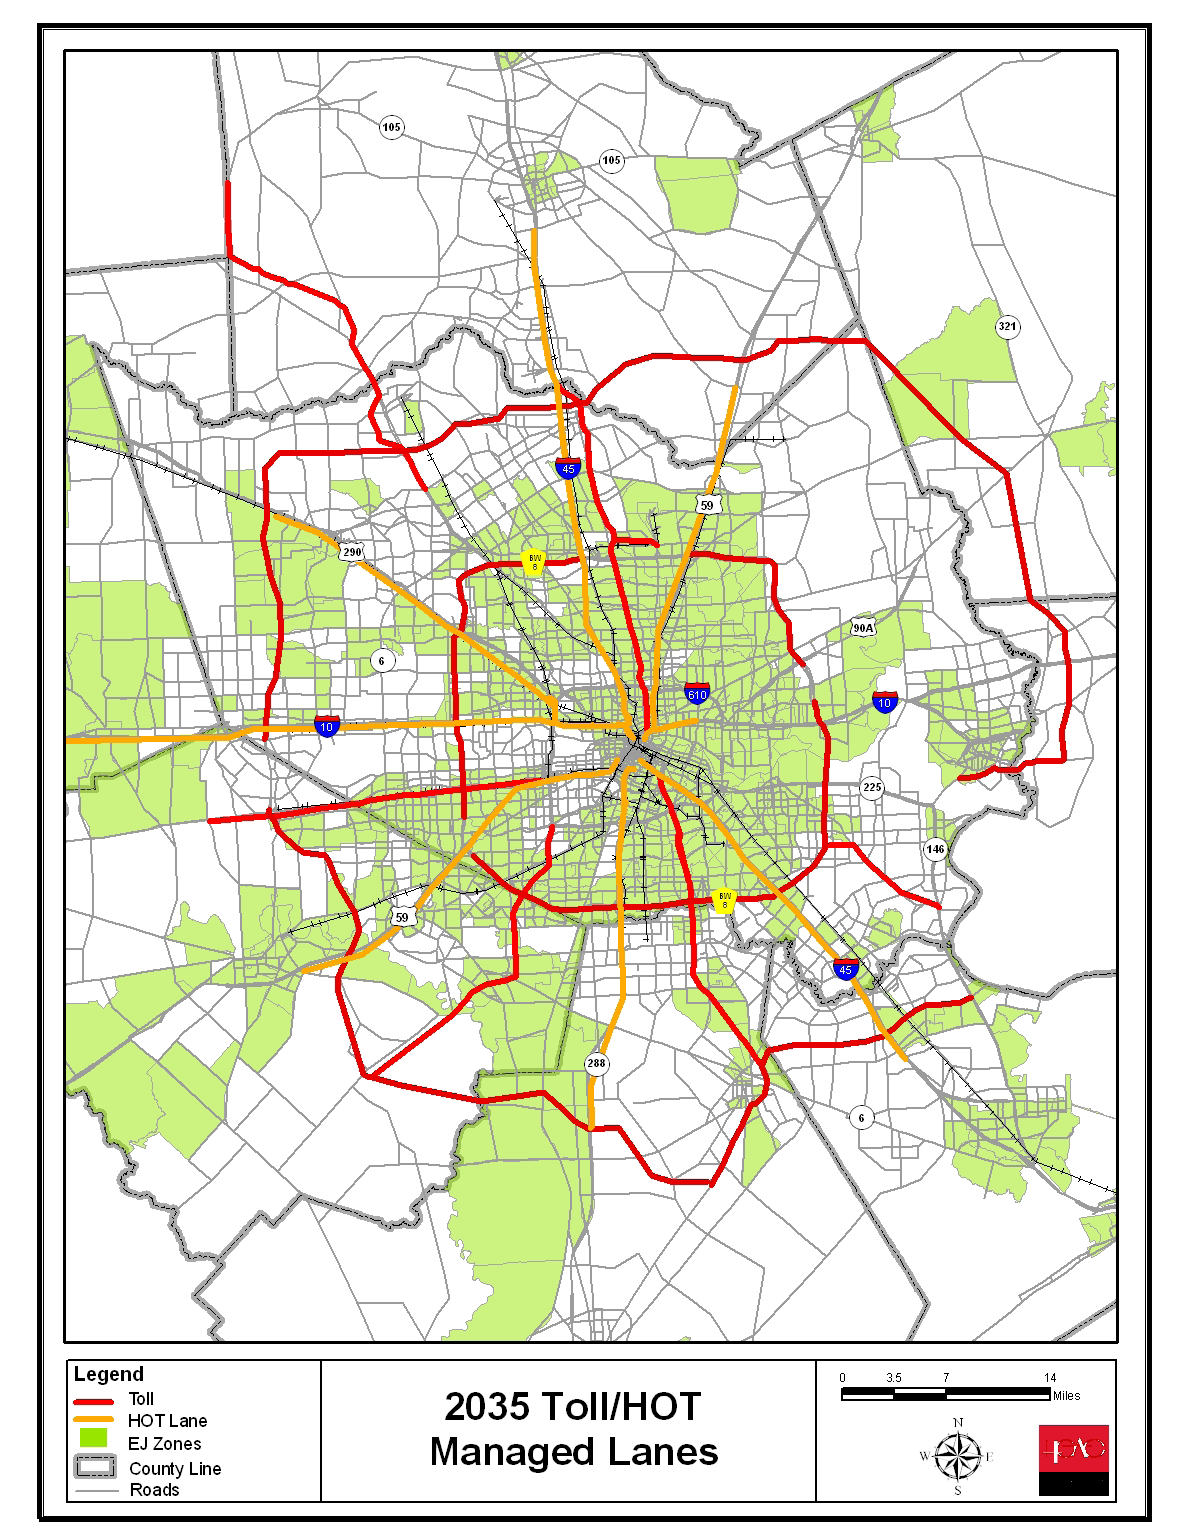 105
105
321
45
59
290
BW
8
90A
6
610
10
10
225
146
59
BW
8
45
288
6
Legend
Toll
HOT Lane
EJ Zones
County Line
Roads
2035 Toll/HOT
Managed Lanes
0 3.5 7 14
Miles
N
W E
S